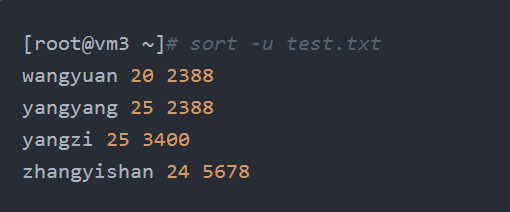 [root@vm3 ~]# sort -u test.txt
wangyuan 20 2388
yangyang 25 2388
yangzi 25 3400
zhangyishan 24 5678